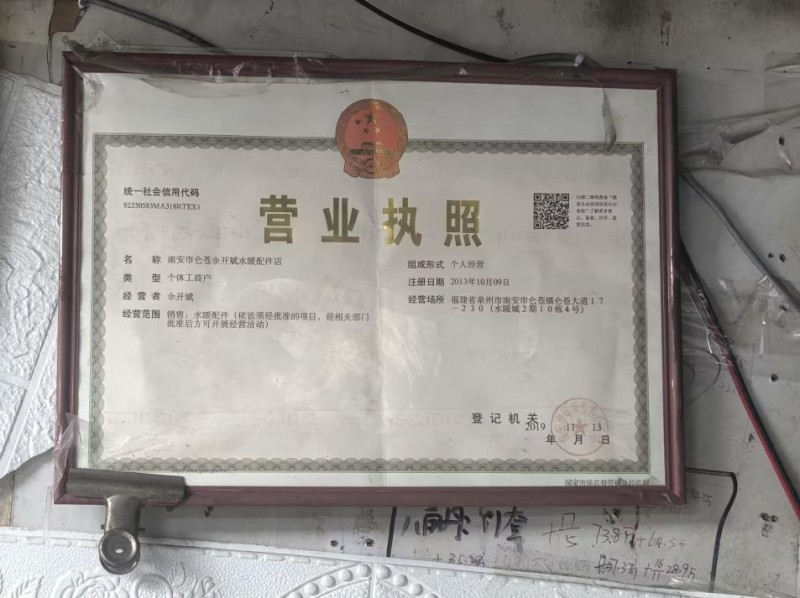 统一社会信用代码
营业执照
名 称 南安市仑苍余开斌水暖配件店
类 型 个体工商户
经 营 者 余开斌
经营范围 销售:水暖配件(依法须经批准的项目,经相关部门
批准后方可开展经营活动)
组成形式 个人经营
注册日期 2013年10月09日
经营场所 福建省泉州市南安市仑苍镇仑苍大道17
－230(水暖城2期10栋4号)
登记机关
2019 11 13
年 月 日